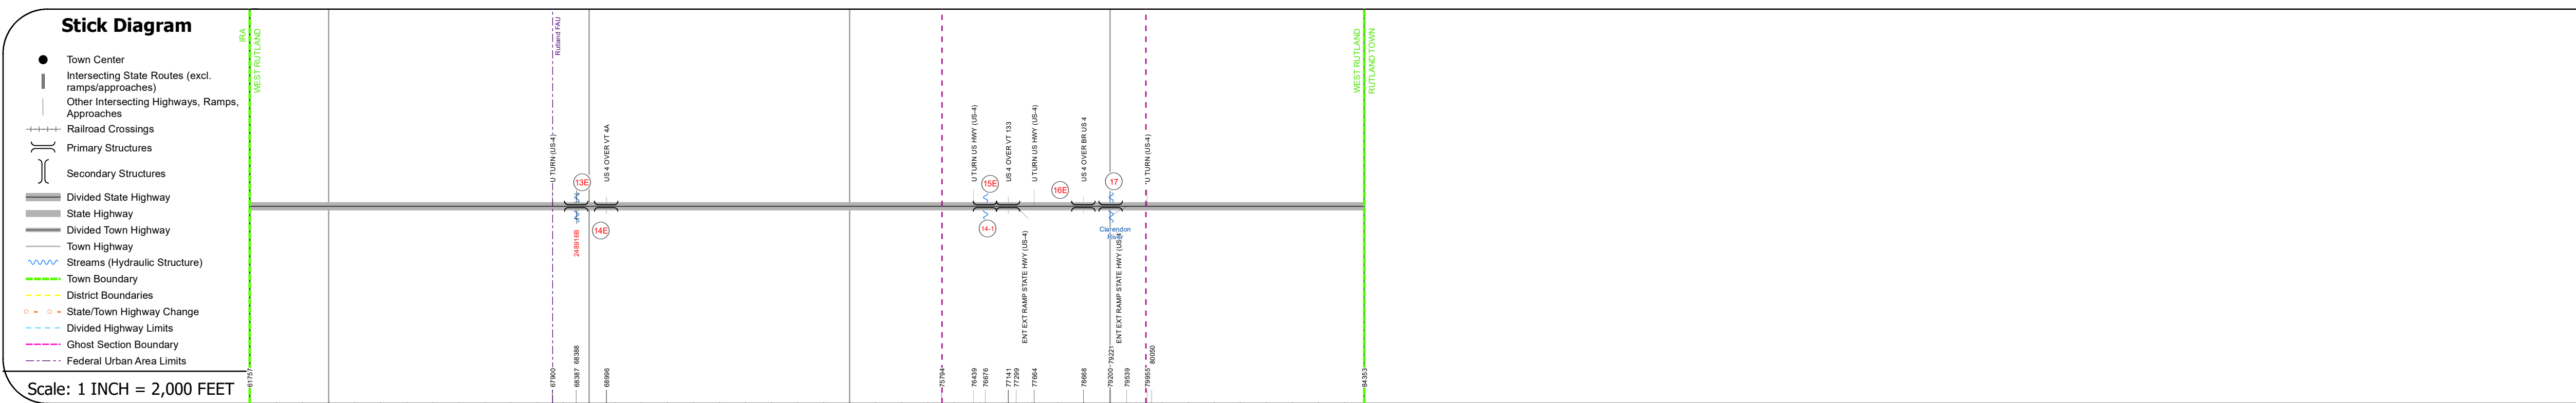 Stick Diagram
Town Center
Intersecting State Routes (excl.
ramps/approaches)
Other Intersecting Highways, Ramps,
Approaches
Railroad Crossings
Primary Structures
Secondary Structures
Divided State Highway
State Highway
Divided Town Highway
Town Highway
Streams (Hydraulic Structure)
Town Boundary
District Boundaries
State/Town Highway Change
Divided Highway Limits
Ghost Section Boundary
Federal Urban Area Limits
Scale: 1 INCH = 2,000 FEET
IRA
WEST RUTLAND
Rutland FAU
WEST RUTLAND
RUTLAND TOWN
U TURN (US-4)
US 4 OVER VT 4A
U TURN US HWY (US-4)
US 4 OVER VT 133
U TURN US HWY (US-4)
US 4 OVER BIR US 4
U TURN (US-4)
13E
15E
16E
17
14E
14-1
248916B
Clarendon
River
ENT EXT RAMP STATE HWY (US-4)
ENT EXT RAMP STATE HWY (US-4)
61757
67900
68387
68388
68996
75794
76439
76676
77141
77299
77664
78668
79200
79221
79539
79955
80050
84353